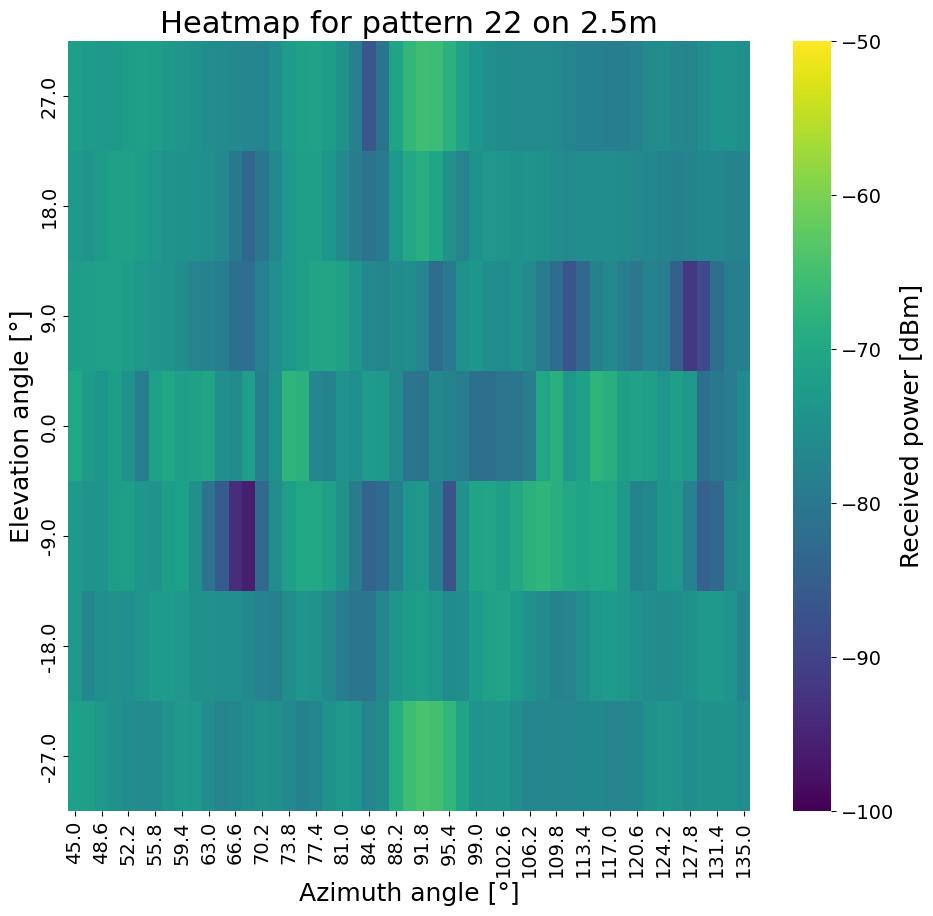 Heatmap for pattern 22 on 2.5m
Elevation angle [°]
27.0
18.0
9.0
0.0
-9.0
-18.0
-27.0
45.0 48.6 52.2 55.8 59.4 63.0 66.6 70.2 73.8 77.4 81.0 84.6 88.2 91.8 95.4 99.0 102.6 106.2 109.8 113.4 117.0 120.6 124.2 127.8 131.4 135.0
Azimuth angle [°]
−50
−60
−70
−80
−90
−100
Received power [dBm]